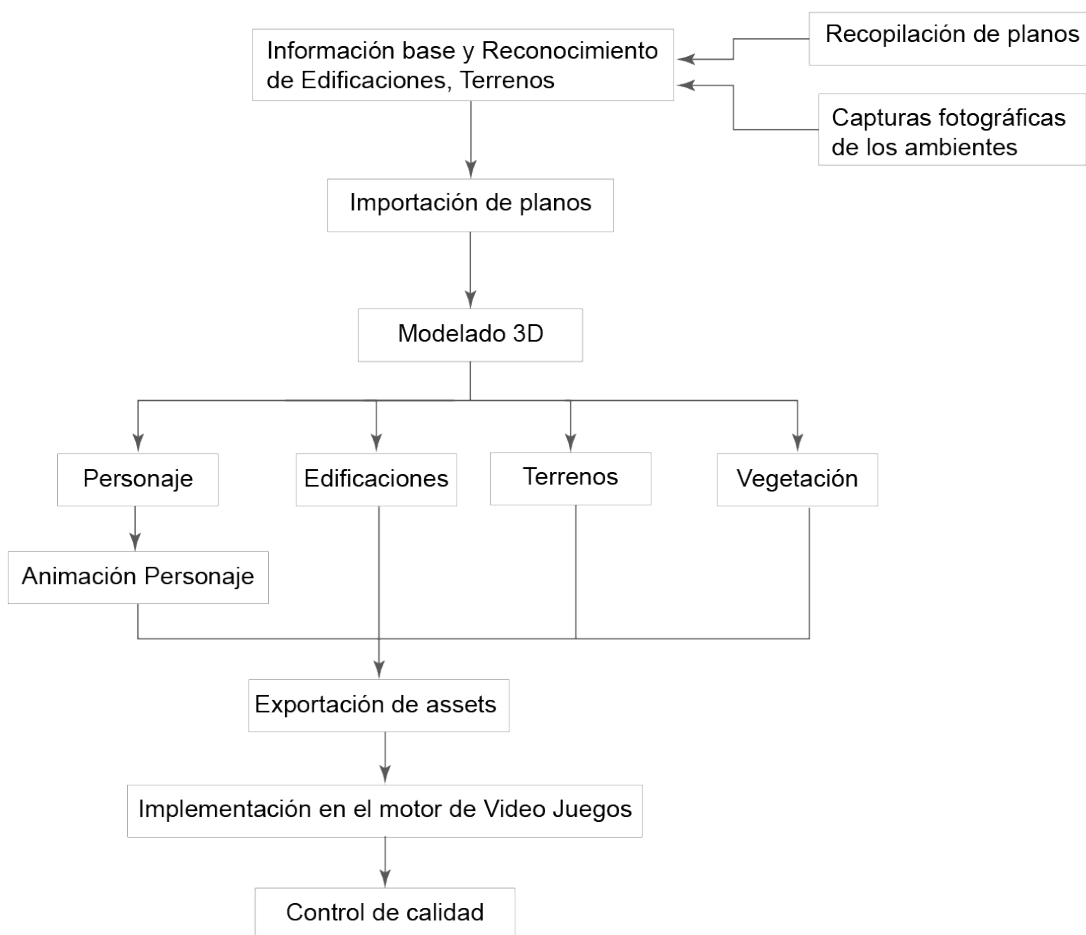 Información base y Reconocimiento
de Edificaciones, Terrenos
Recopilación de planos
Capturas fotográficas
de los ambientes
Importación de planos
Modelado 3D
Personaje
Edificaciones
Terrenos
Vegetación
Animación Personaje
Exportación de assets
Implementación en el motor de Video Juegos
Control de calidad